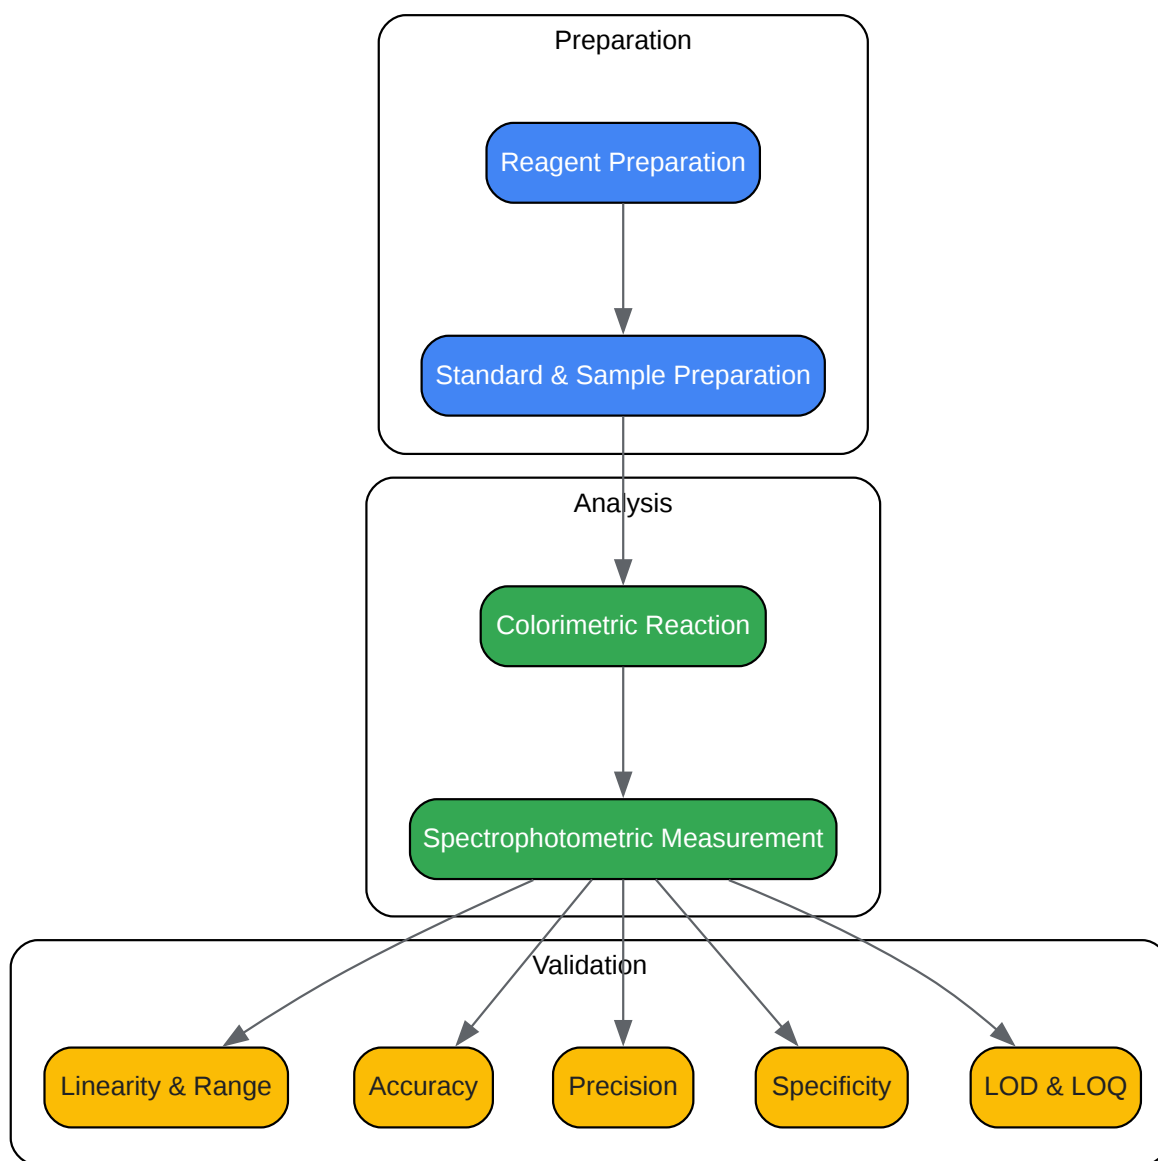 Preparation
Reagent Preparation
Standard & Sample Preparation
Analysis
Colorimetric Reaction
Spectrophotometric Measurement
Validation
Linearity & Range
Accuracy
Precision
Specificity
LOD & LOQ